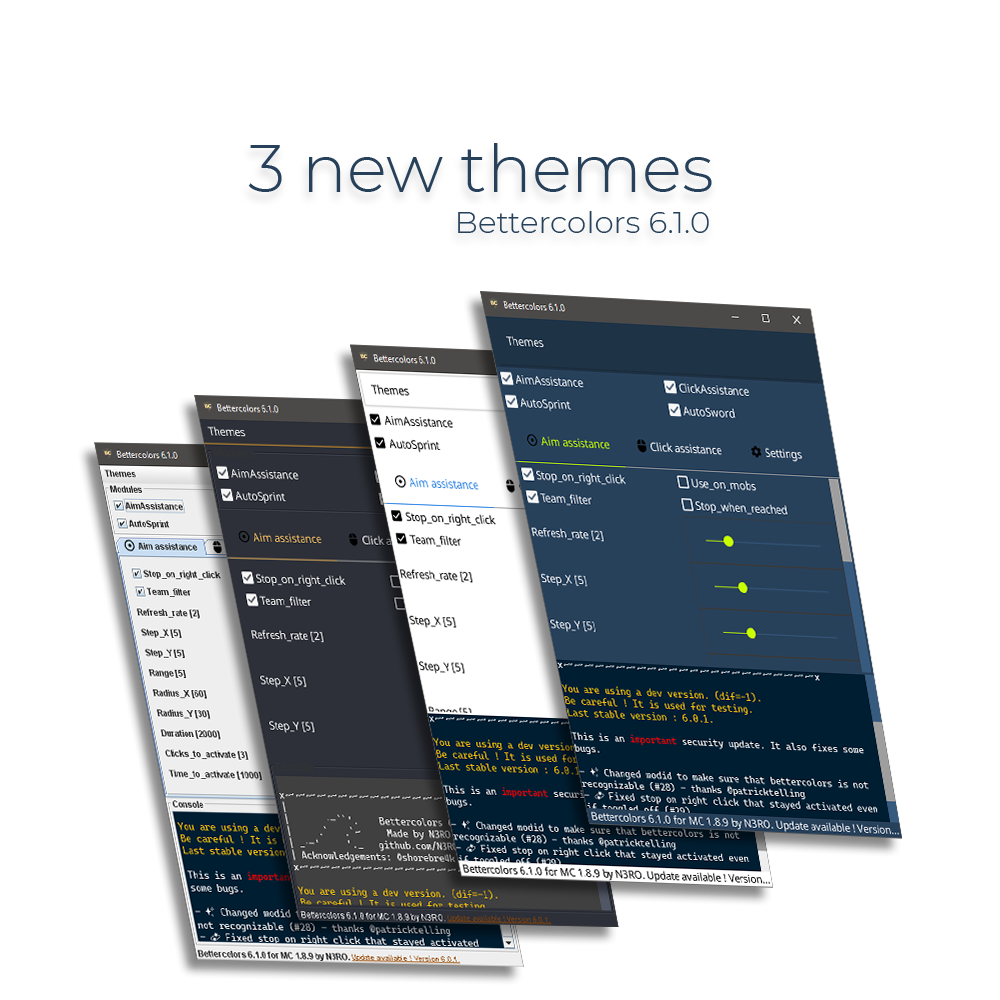 3 new themes
Bettercolors 6.1.0
Bettercolors 6.1.0
Themes
AimAssistance
ClickAssistance
AutoSprint
AutoSword
Aim assistance
Click assistance
Settings
Stop_on_right_click
Use_on_mobs
Team_filter
Stop_when_reached
Refresh_rate [2]
Step_X [5]
Step_Y [5]
You are using a dev version. (dif=-1).
Be careful ! It is used for testing.
Last stable version : 6.0.1.
This is an important security update. It also fixes some
bugs.
- Changed modid to make sure that bettercolors is not
recognizable (#28) - thanks @patricktelling
- Fixed stop on right click that stayed activated even
if toggled off (#29)
Bettercolors 6.1.0 for MC 1.8.9 by N3RO. Update available ! Version...
Bettercolors 6.1.0
Themes
AimAssistance
AutoSprint
Aim assistance
Stop_on_right_click
Team_filter
Refresh_rate [2]
Step_X [5]
Step_Y [5]
Range [5]
You are using a dev version
Be careful ! It is used fo
Last stable version : 6.0.1
This is an important securi
bugs.
- Changed modid to make sure that bettercolors is not
recognizable (#28) - thanks @patricktelling
- Fixed stop on right click that stayed activated even
if toggled off (#29)
Bettercolors 6.1.0 for MC 1.8.9 by N3RO. Update available ! Version...
Bettercolors 6.1.0
Themes
AimAssistance
AutoSprint
Aim assistance
Click a
Stop_on_right_click
Team_filter
Refresh_rate [2]
Step_X [5]
Step_Y [5]
Bettercolors
Made by N3RO
github.com/N3R
Acknowledgements: @shorebre4k
You are using a dev version. (dif=-1).
Be careful ! It is used for testing
Bettercolors 6.1.0 for MC 1.8.9 by N3RO. Update available ! Version 6.0.1.
Bettercolors 6.1.0
Themes
Modules
AimAssistance
AutoSprint
Aim assistance
Stop_on_right_click
Team_filter
Refresh_rate [2]
Step_X [5]
Step_Y [5]
Range [5]
Radius_X [60]
Radius_Y [30]
Duration [2000]
Clicks_to_activate [3]
Time_to_activate [1000]
Console
You are using a dev
Be careful ! It is
Last stable version
This is an important
some bugs.
- Changed modid
not recognizable (#28) - thanks @patricktelling
- Fixed stop on right click that stayed activated
Bettercolors 6.1.0 for MC 1.8.9 by N3RO. Update available ! Version 6.0.1.